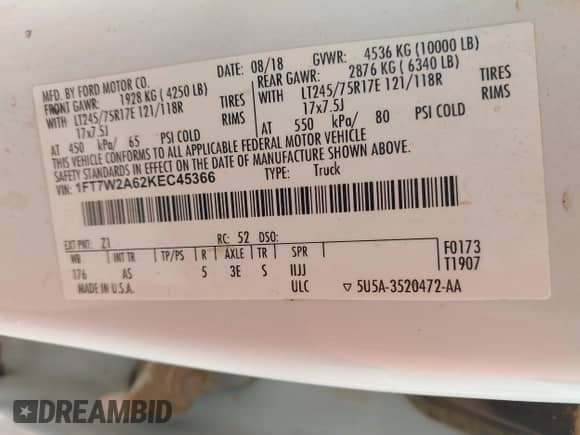 MFD. BY FORD MOTOR CO.
DATE: 08/18 GVWR: 4536 KG (10000 LB)
FRONT GAWR: 1928 KG ( 4250 LB) REAR GAWR: 2876 KG ( 6340 LB)
WITH LT245/75R17E 121/118R TIRES WITH LT245/75R17E 121/118R TIRES
17x7.5J RIMS 17x7.5J RIMS
AT 450 kPa/ 65 PSI COLD AT 550 kPa/ 80 PSI COLD
THIS VEHICLE CONFORMS TO ALL APPLICABLE FEDERAL MOTOR VEHICLE
SAFETY STANDARDS IN EFFECT ON THE DATE OF MANUFACTURE SHOWN ABOVE.
VIN: 1FT7W2A62KEC45366 TYPE: Truck
EXT PNT: Z1 RC: 52 DSO:
WB INT TR TP/PS R AXLE TR SPR
176 AS 5 3E S IIJJ
F0173
T1907
MADE IN U.S.A. ULC ▽ 5U5A-3520472-AA
DREAMBID